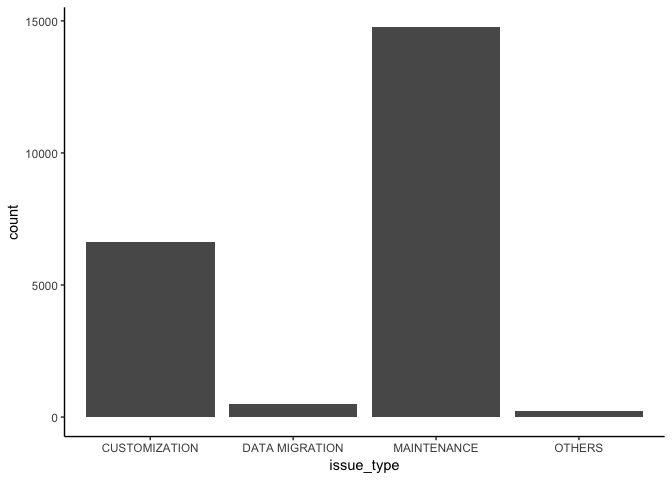 15000
10000
5000
0
count
CUSTOMIZATION DATA MIGRATION MAINTENANCE OTHERS
issue_type